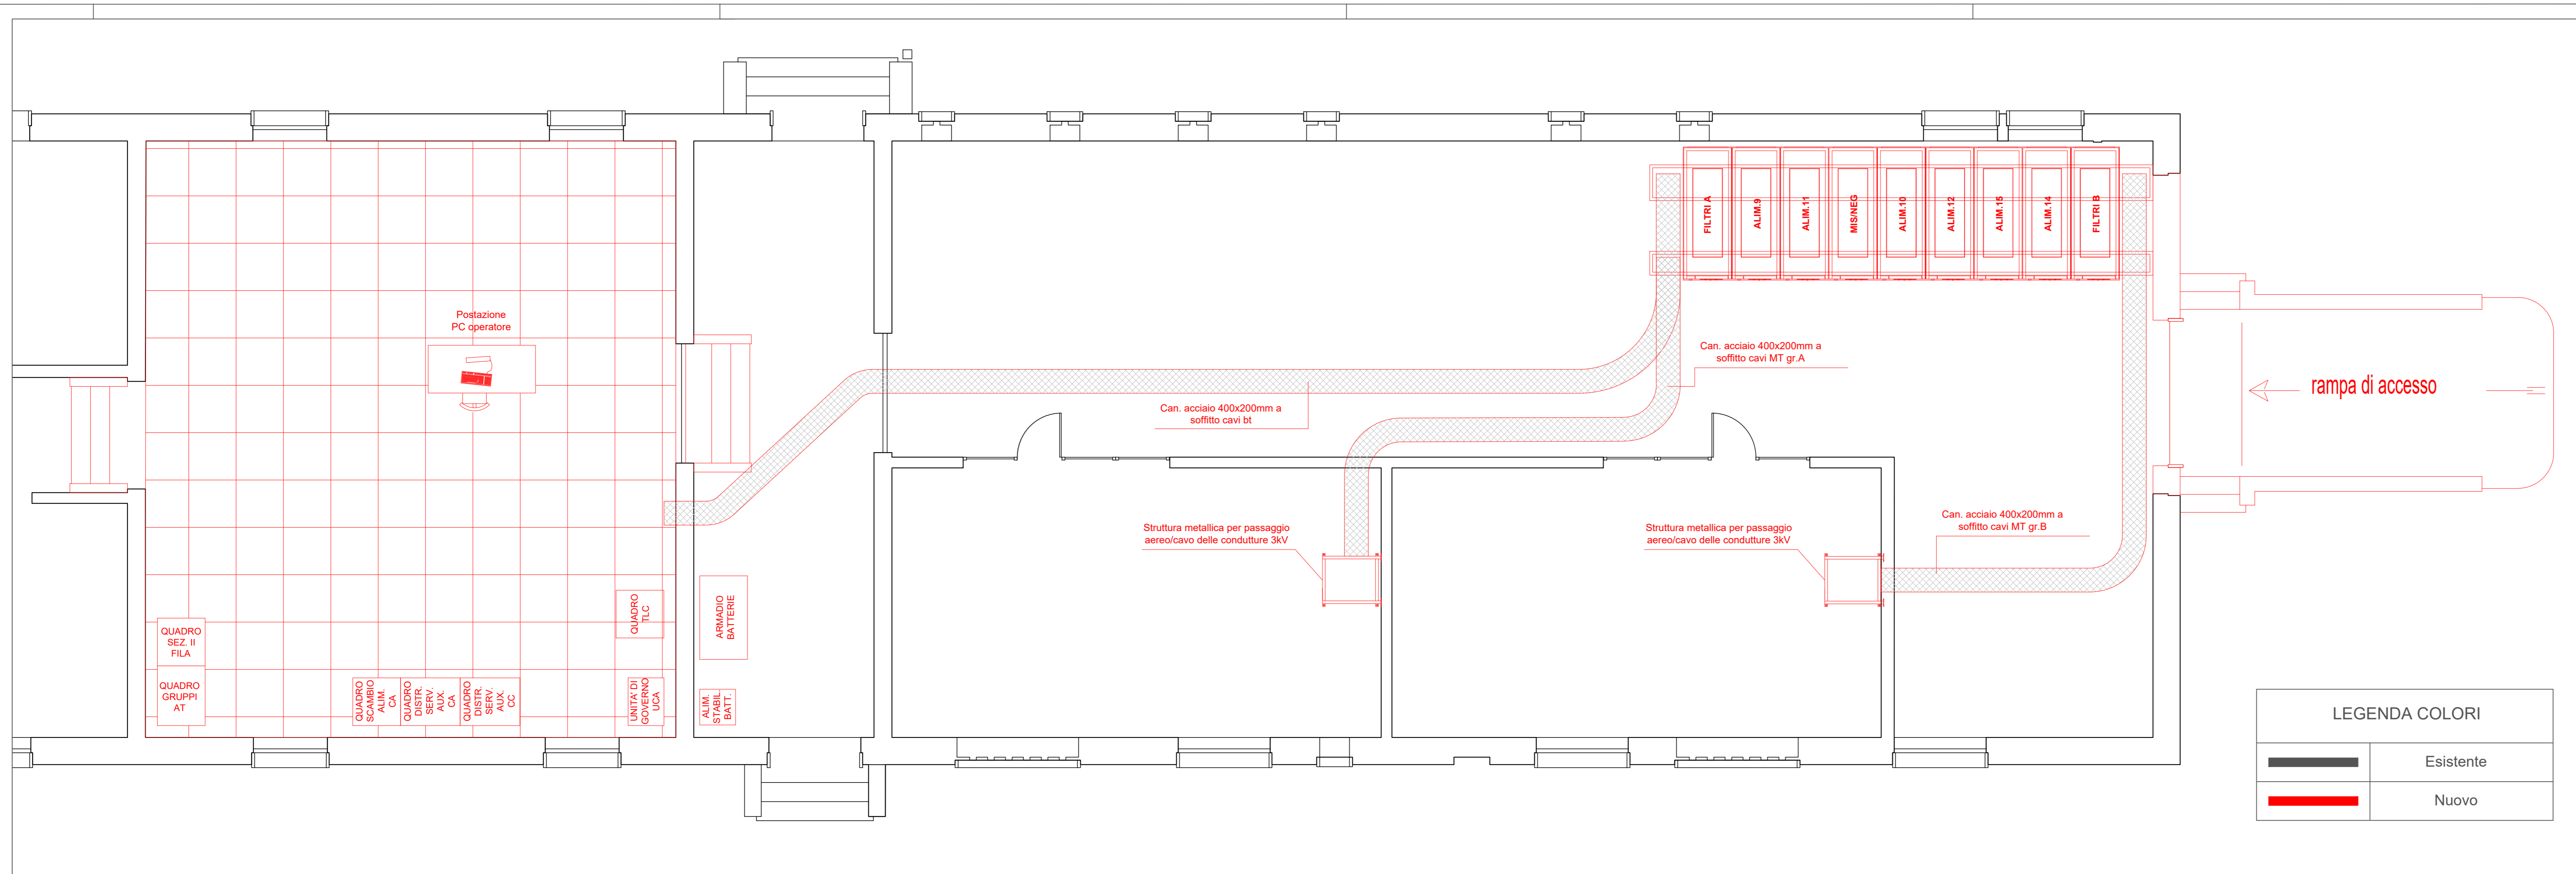 FILTRI A
ALIM.9
ALIM.11
MIS/NEG
ALIM.10
ALIM.12
ALIM.15
ALIM.14
FILTRI B
Postazione
PC operatore
Can. acciaio 400x200mm a
soffitto cavi MT gr.A
rampa di accesso
Can. acciaio 400x200mm a
soffitto cavi bt
Struttura metallica per passaggio
aereo/cavo delle condutture 3kV
Struttura metallica per passaggio
aereo/cavo delle condutture 3kV
Can. acciaio 400x200mm a
soffitto cavi MT gr.B
QUADRO
TLC
ARMADIO
BATTERIE
QUADRO
SEZ. II
FILA
QUADRO
GRUPPI
AT
QUADRO
SCAMBIO
ALIM.
CA
QUADRO
DISTR.
SERV.
AUX.
CA
QUADRO
DISTR.
SERV.
AUX.
CC
UNITA' DI
GOVERNO
UCA
ALIM.
STABIL.
BATT.
LEGENDA COLORI
Esistente
Nuovo